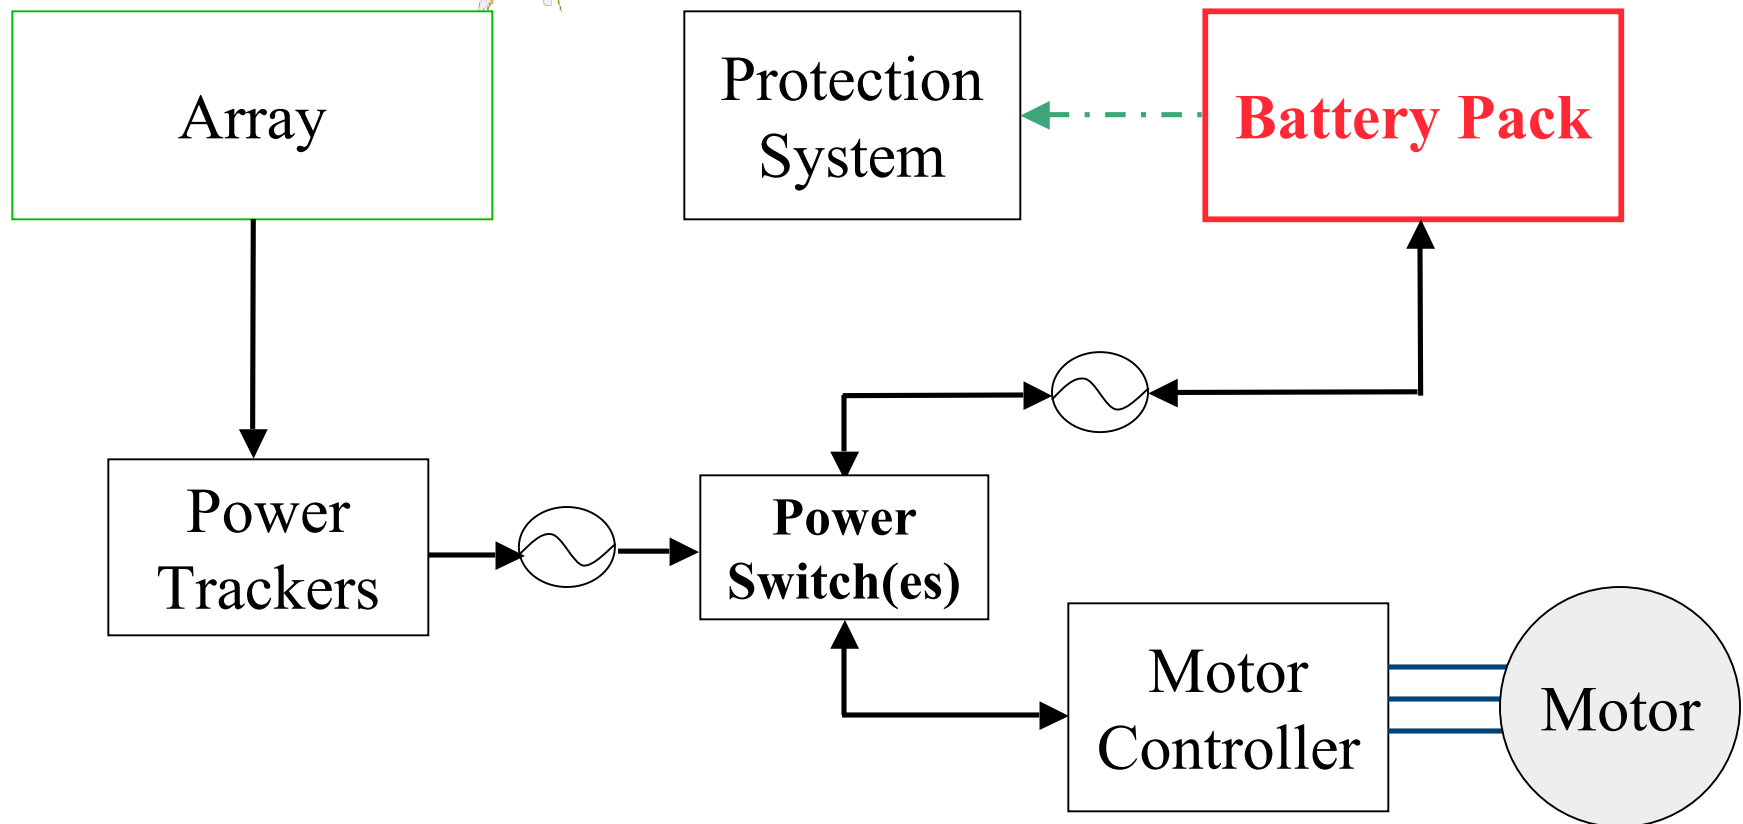 Array
Protection
System
Battery Pack
Power
Trackers
Power
Switch(es)
Motor
Controller
Motor